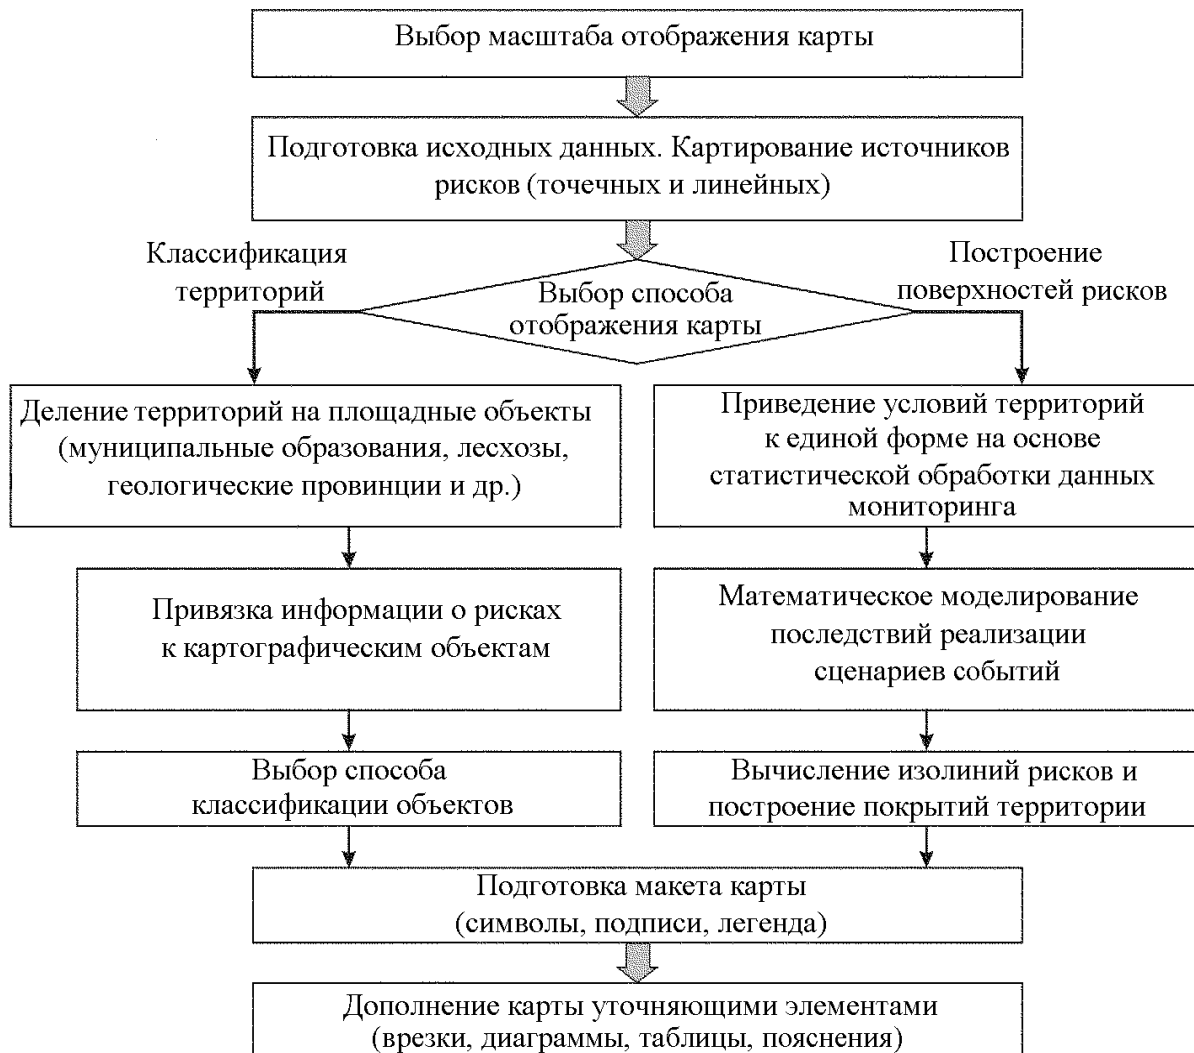 Выбор масштаба отображения карты
Подготовка исходных данных. Картирование источников
рисков (точечных и линейных)
Классификация
территорий
Построение
поверхностей рисков
Выбор способа
отображения карты
Деление территорий на площадные объекты
(муниципальные образования, лесхозы,
геологические провинции и др.)
Приведение условий территорий
к единой форме на основе
статистической обработки данных
мониторинга
Привязка информации о рисках
к картографическим объектам
Математическое моделирование
последствий реализации
сценариев событий
Выбор способа
классификации объектов
Вычисление изолиний рисков и
построение покрытий территории
Подготовка макета карты
(символы, подписи, легенда)
Дополнение карты уточняющими элементами
(врезки, диаграммы, таблицы, пояснения)